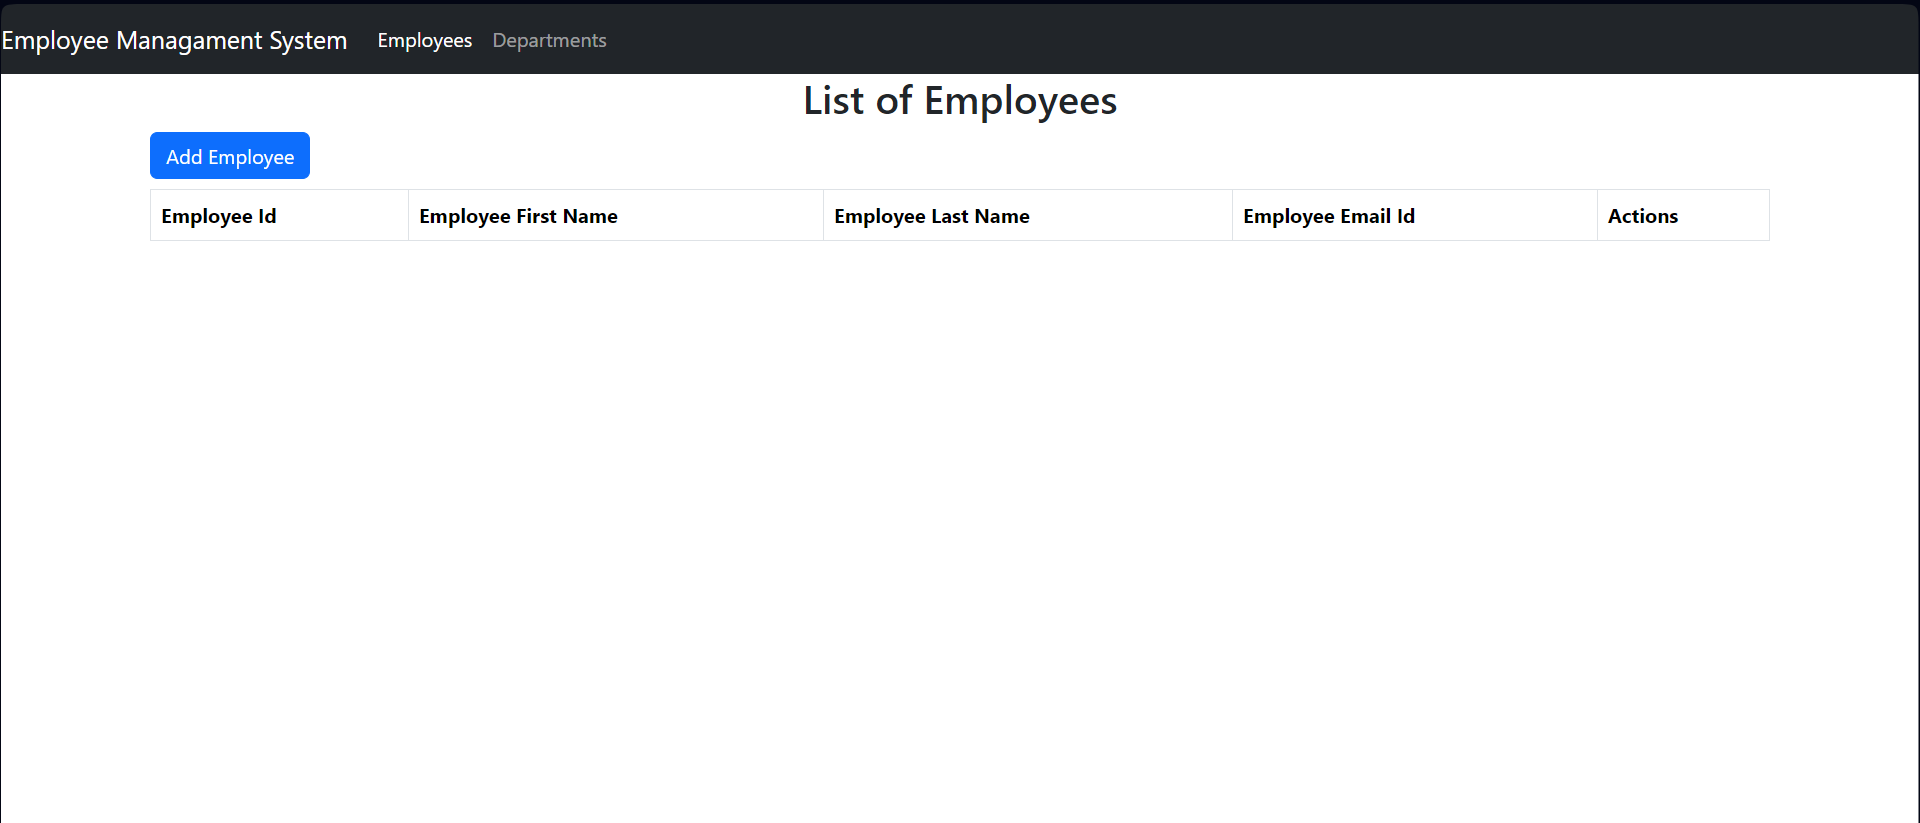 Employee Managament System Employees Departments
List of Employees
Add Employee
Employee Id Employee First Name Employee Last Name Employee Email Id Actions